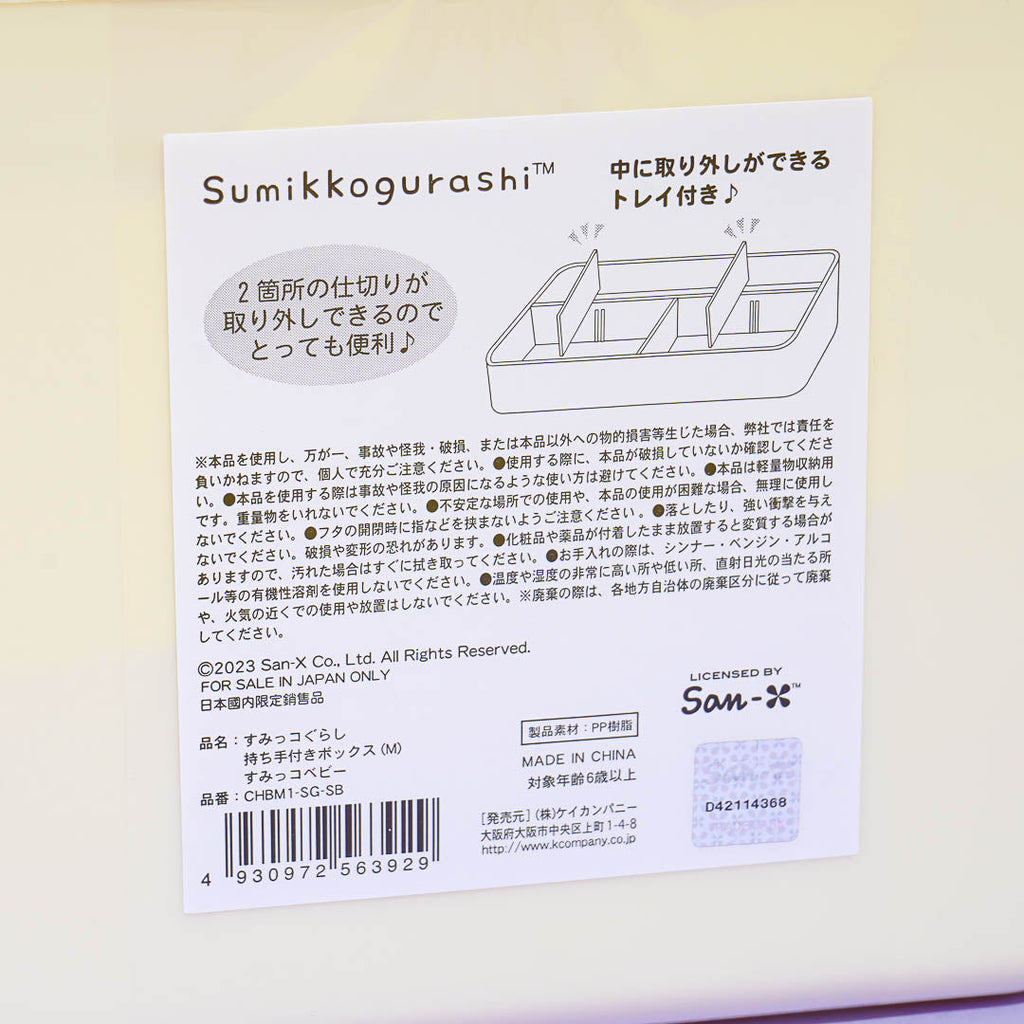 Sumikkogurashi™
中に取り外しができる
トレイ付き♪
2箇所の仕切りが
取り外しできるので
とっても便利♪
※本品を使用し、万が一、事故や怪我・破損、または本品以外への物的損害等生じた場合、弊社では責任を
負いかねますので、個人で充分ご注意ください。●使用する際に、本品が破損していないか確認してくださ
い。●本品を使用する際は事故や怪我の原因になるような使い方は避けてください。●本品は軽量物収納用
です。重量物をいれないでください。●不安定な場所での使用や、本品の使用が困難な場合、無理に使用し
ないでください。●フタの開閉時に指などを挟まないようご注意ください。●落としたり、強い衝撃を与え
ないでください。破損や変形の恐れがあります。●化粧品や薬品が付着したまま放置すると変質する場合が
ありますので、汚れた場合はすぐに拭き取ってください。●お手入れの際は、シンナー・ベンジン・アルコ
ール等の有機性溶剤を使用しないでください。●温度や湿度の非常に高い所や低い所、直射日光の当たる所
や、火気の近くでの使用や放置はしないでください。※廃棄の際は、各地方自治体の廃棄区分に従って廃棄
してください。
©2023 San-X Co., Ltd. All Rights Reserved.
FOR SALE IN JAPAN ONLY
日本國内限定銷售品
LICENSED BY
San-X™
品名：すみっコぐらし
持ち手付きボックス(M)
すみっコベビー
品番：CHBM1-SG-SB
4 930972 563929
製品素材：PP樹脂
MADE IN CHINA
対象年齢6歳以上
[発売元] (株)ケイカンパニー
大阪府大阪市中央区上町1-4-8
http://www.kcompany.co.jp
D42114368